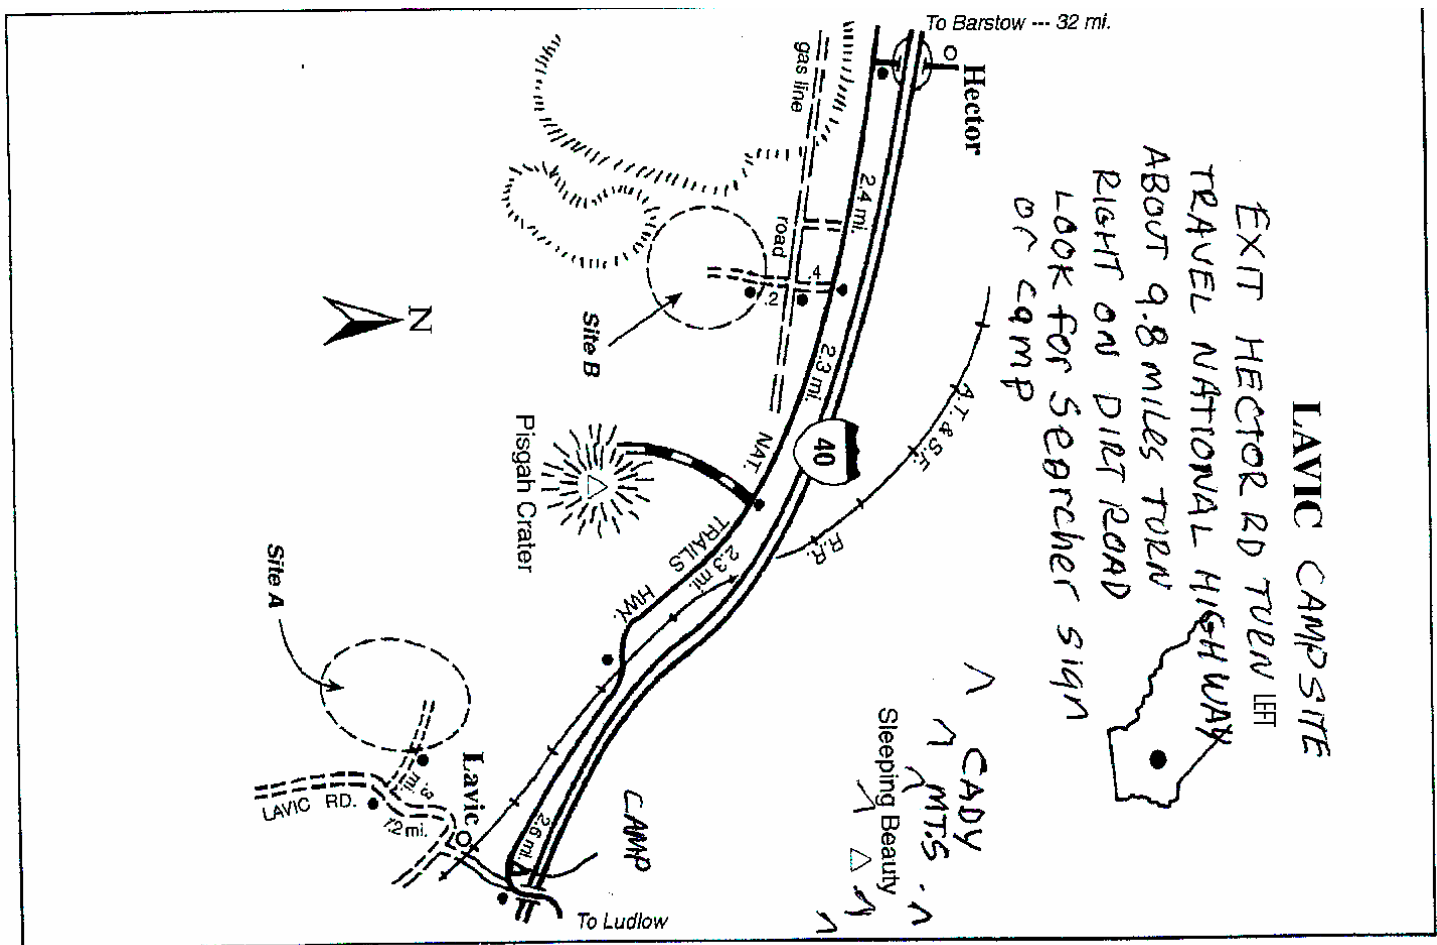 LAVIC CAMPSITE
EXIT HECTOR RD TURN LEFT
TRAVEL NATIONAL HIGHWAY
ABOUT 9.8 MILES TURN
RIGHT ON DIRT ROAD
LOOK for SEArcher sign
or camp
To Barstow --- 32 mi.
Hector
gas line
road
2.4 mi.
.4
.2
2.3 mi.
Site B
N
40
A.T. & S.F.
R.R.
NAT.
TRAILS
HWY.
2.3 mi.
Pisgah Crater
Site A
CADY
MTS.
Sleeping Beauty
CAMP
Lavic
2.6 mi.
.3 mi.
LAVIC RD.
7.2 mi.
To Ludlow